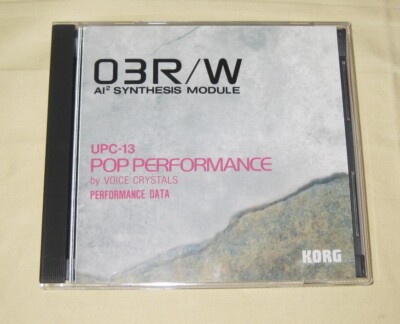 03R/W
AI² SYNTHESIS MODULE
UPC-13
POP PERFORMANCE
by VOICE CRYSTALS
PERFORMANCE DATA
KORG